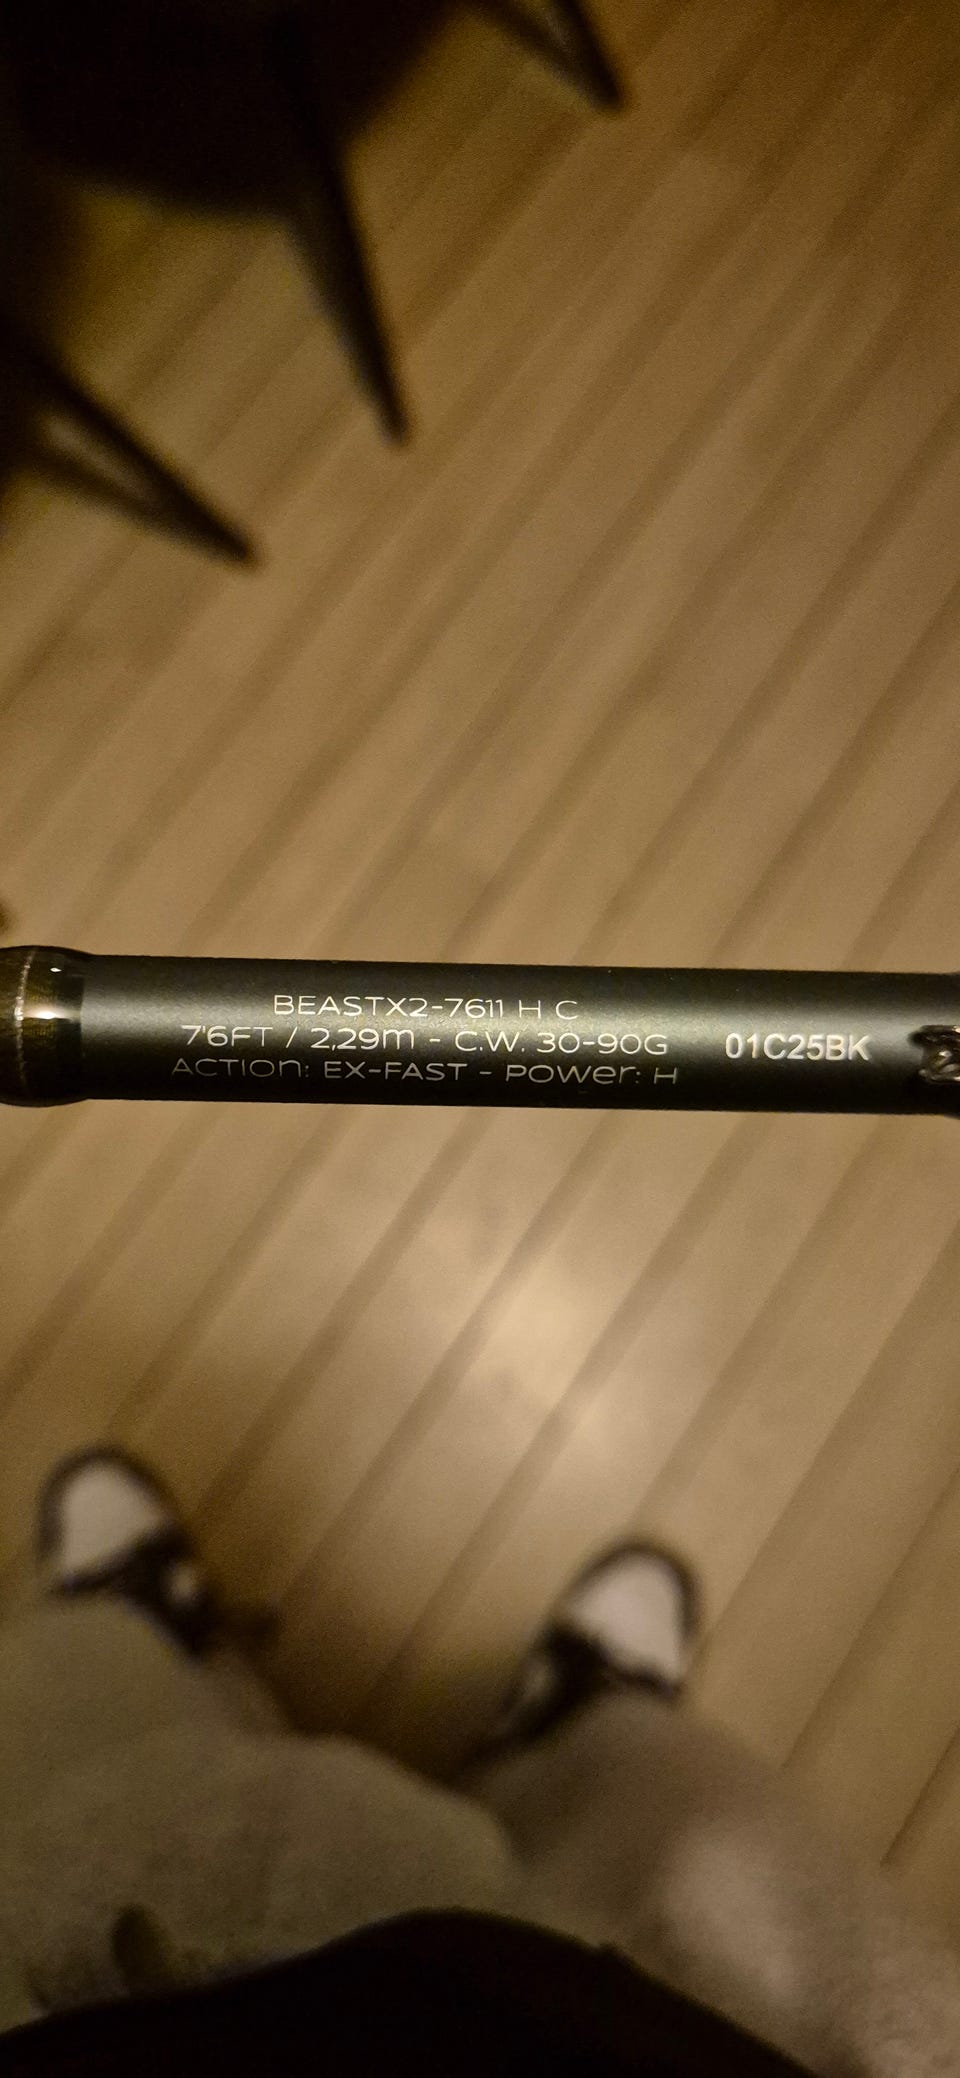 BEASTX2-7611 H C
7'6FT / 2,29m - C.W. 30-90G
ACTION: EX-FAST - POWER: H
01C25BK